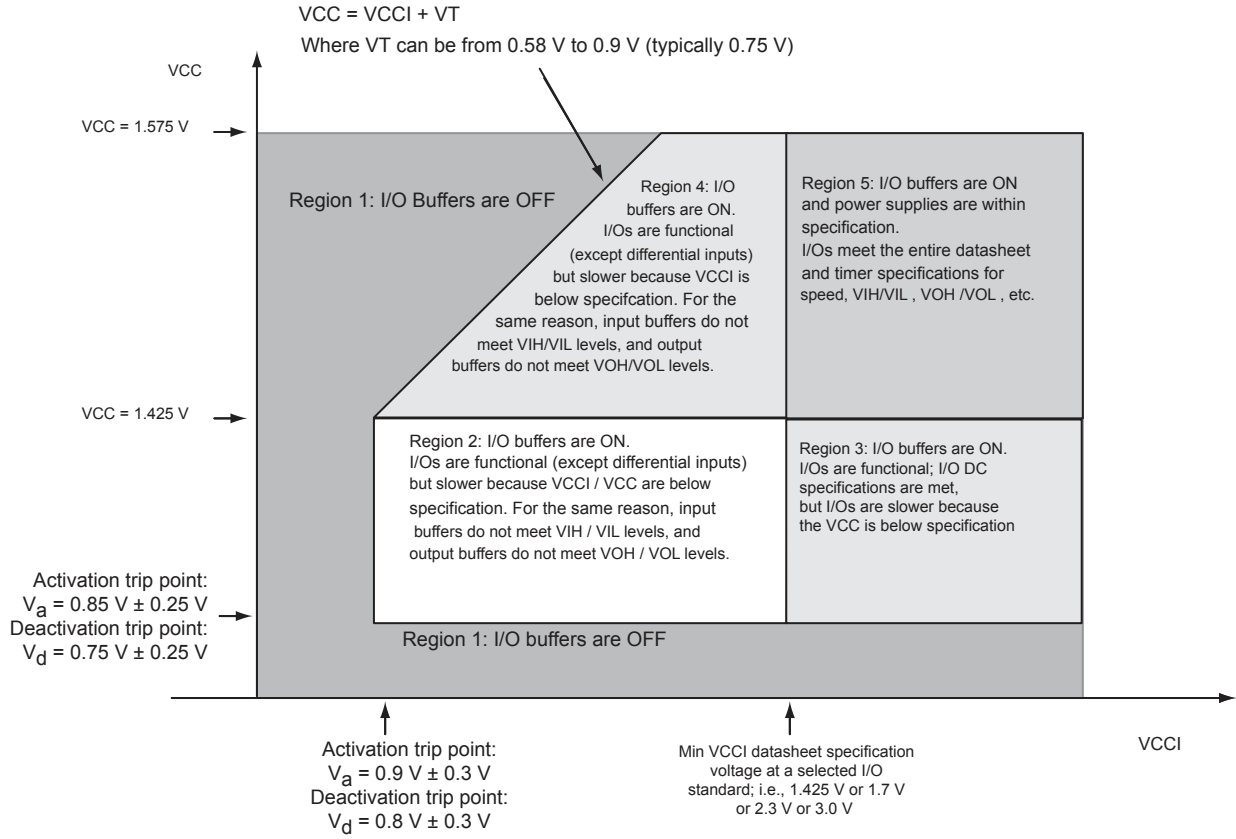 VCC = VCCI + VT
Where VT can be from 0.58 V to 0.9 V (typically 0.75 V)
VCC
VCC = 1.575 V
Region 1: I/O Buffers are OFF
Region 4: I/O
buffers are ON.
I/Os are functional
(except differential inputs)
but slower because VCCI is
below specifcation. For the
same reason, input buffers do not
meet VIH/VIL levels, and output
buffers do not meet VOH/VOL levels.
Region 5: I/O buffers are ON
and power supplies are within
specification.
I/Os meet the entire datasheet
and timer specifications for
speed, VIH/VIL , VOH /VOL , etc.
VCC = 1.425 V
Region 2: I/O buffers are ON.
I/Os are functional (except differential inputs)
but slower because VCCI / VCC are below
specification. For the same reason, input
buffers do not meet VIH / VIL levels, and
output buffers do not meet VOH / VOL levels.
Region 3: I/O buffers are ON.
I/Os are functional; I/O DC
specifications are met,
but I/Os are slower because
the VCC is below specification
Activation trip point:
Va = 0.85 V ± 0.25 V
Deactivation trip point:
Vd = 0.75 V ± 0.25 V
Region 1: I/O buffers are OFF
Activation trip point:
Va = 0.9 V ± 0.3 V
Deactivation trip point:
Vd = 0.8 V ± 0.3 V
Min VCCI datasheet specification
voltage at a selected I/O
standard; i.e., 1.425 V or 1.7 V
or 2.3 V or 3.0 V
VCCI